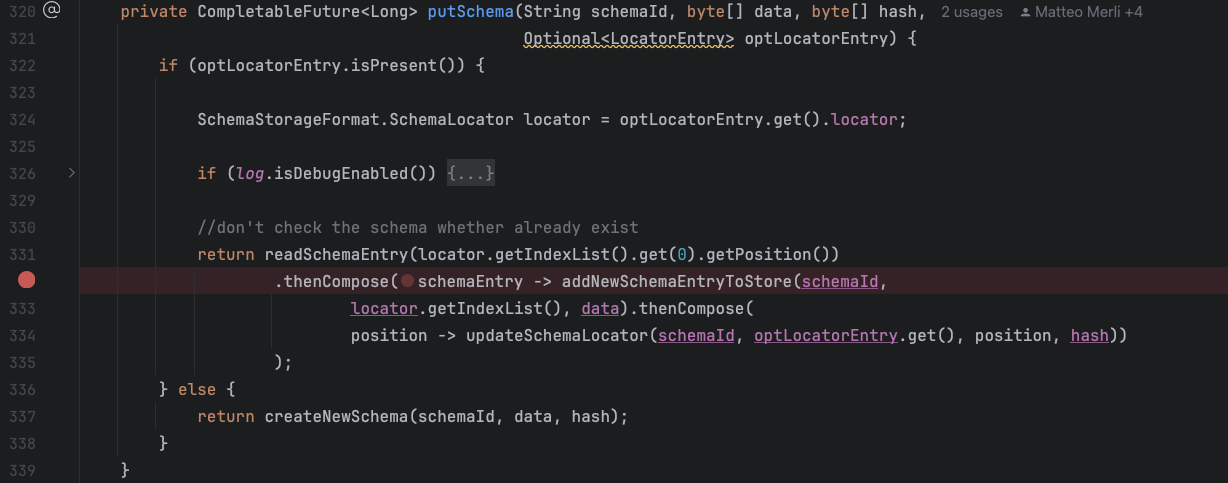 320 @ private CompletableFuture<Long> putSchema(String schemaId, byte[] data, byte[] hash, 2 usages Matteo Merli +4
321 Optional<LocatorEntry> optLocatorEntry) {
322 if (optLocatorEntry.isPresent()) {
323
324 SchemaStorageFormat.SchemaLocator locator = optLocatorEntry.get().locator;
325
326 if (log.isDebugEnabled()) {...}
329
330 //don't check the schema whether already exist
331 return readSchemaEntry(locator.getIndexList().get(0).getPosition())
.thenCompose( schemaEntry -> addNewSchemaEntryToStore(schemaId,
333 locator.getIndexList(), data).thenCompose(
334 position -> updateSchemaLocator(schemaId, optLocatorEntry.get(), position, hash))
335 );
336 } else {
337 return createNewSchema(schemaId, data, hash);
338 }
339 }